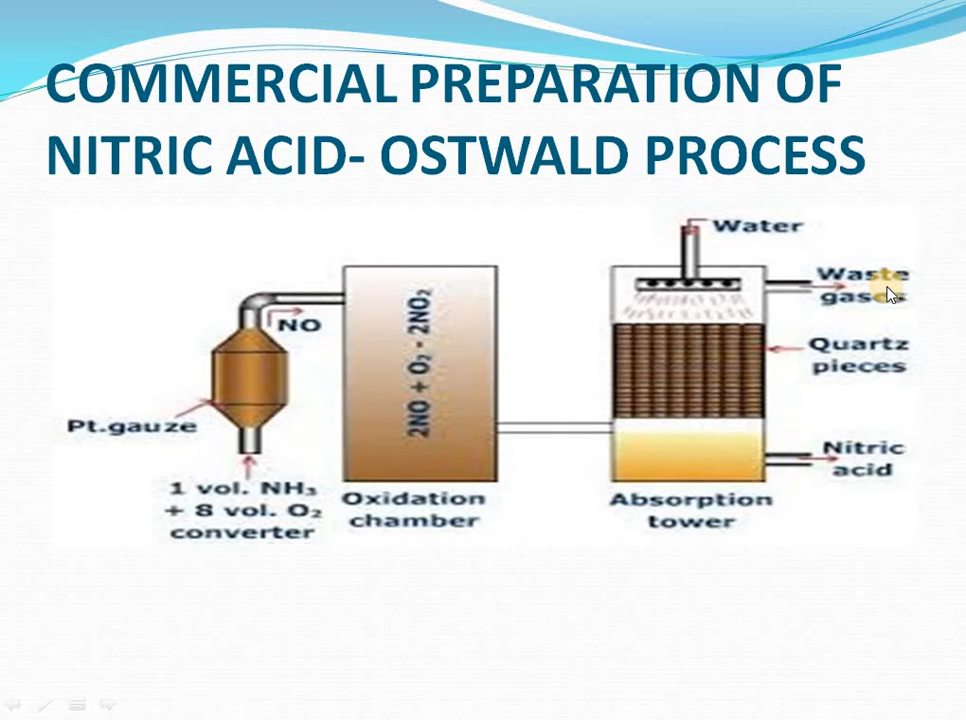 COMMERCIAL PREPARATION OF
NITRIC ACID- OSTWALD PROCESS
Water
Waste
gases
NO
2NO + O₂ - 2NO₂
Quartz
pieces
Pt.gauze
Nitric
acid
1 vol. NH₃
+ 8 vol. O₂
converter
Oxidation
chamber
Absorption
tower